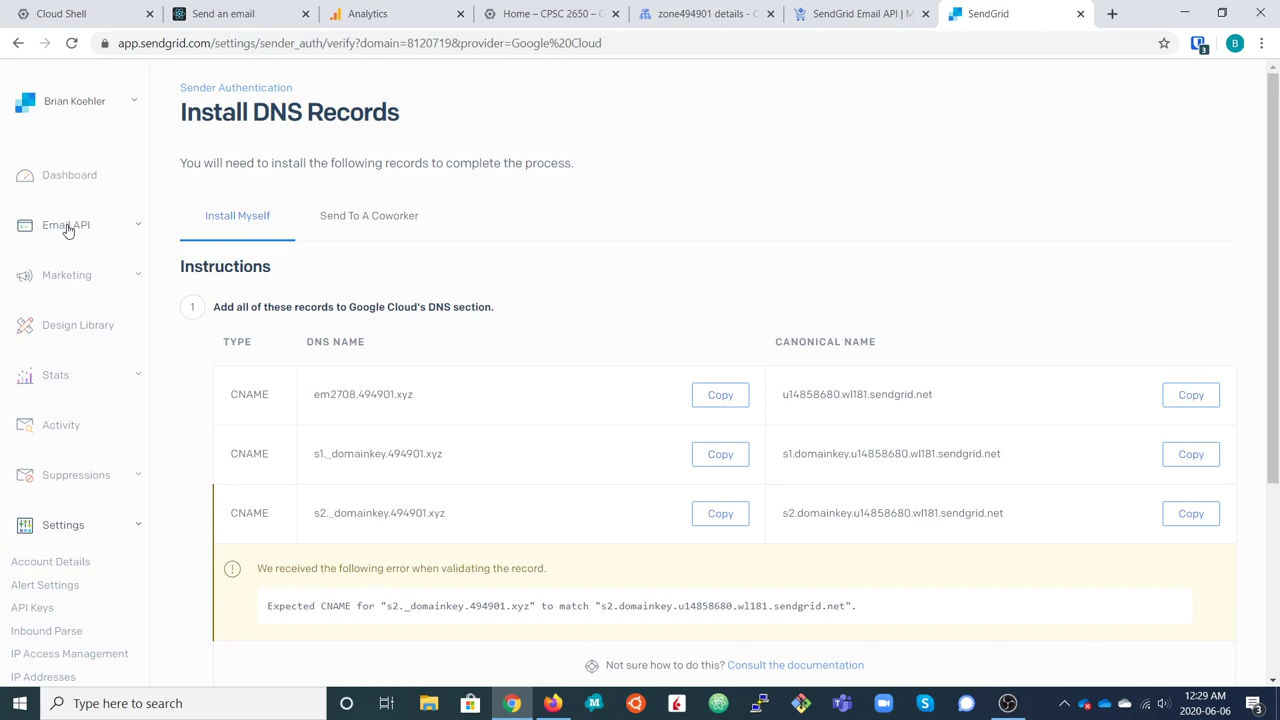 Cloud Shell
Send an email
Analytics
Home – CPSC 2650 – G
zone494901 details - C
SendGrid Email API | M
SendGrid
app.sendgrid.com/settings/sender_auth/verify?domain=8120719&provider=Google%20Cloud
3
B
Brian Koehler
Dashboard
Email API
Marketing
Design Library
Stats
Activity
Suppressions
Settings
Account Details
Alert Settings
API Keys
Inbound Parse
IP Access Management
IP Addresses
Sender Authentication
Install DNS Records
You will need to install the following records to complete the process.
Install Myself
Send To A Coworker
Instructions
1 Add all of these records to Google Cloud's DNS section.
TYPE DNS NAME CANONICAL NAME
CNAME em2708.494901.xyz Copy u14858680.wl181.sendgrid.net Copy
CNAME s1._domainkey.494901.xyz Copy s1.domainkey.u14858680.wl181.sendgrid.net Copy
CNAME s2._domainkey.494901.xyz Copy s2.domainkey.u14858680.wl181.sendgrid.net Copy
We received the following error when validating the record.
Expected CNAME for "s2._domainkey.494901.xyz" to match "s2.domainkey.u14858680.wl181.sendgrid.net".
Not sure how to do this? Consult the documentation
Type here to search
12:29 AM
2020-06-06
3